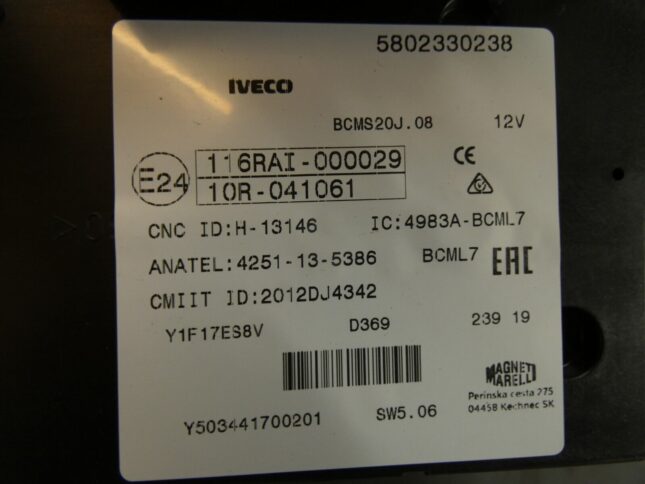 5802330238
IVECO
BCMS20J.08 12V
E24 116RAI-000029 CE
10R-041061
CNC ID:H-13146 IC:4983A-BCML7
ANATEL:4251-13-5386 BCML7 EAC
CMIIT ID:2012DJ4342
Y1F17ES8V D369 239 19
MAGNETI
MARELLI
Perinska cesta 275
04458 Kechnec SK
Y503441700201 SW5.06